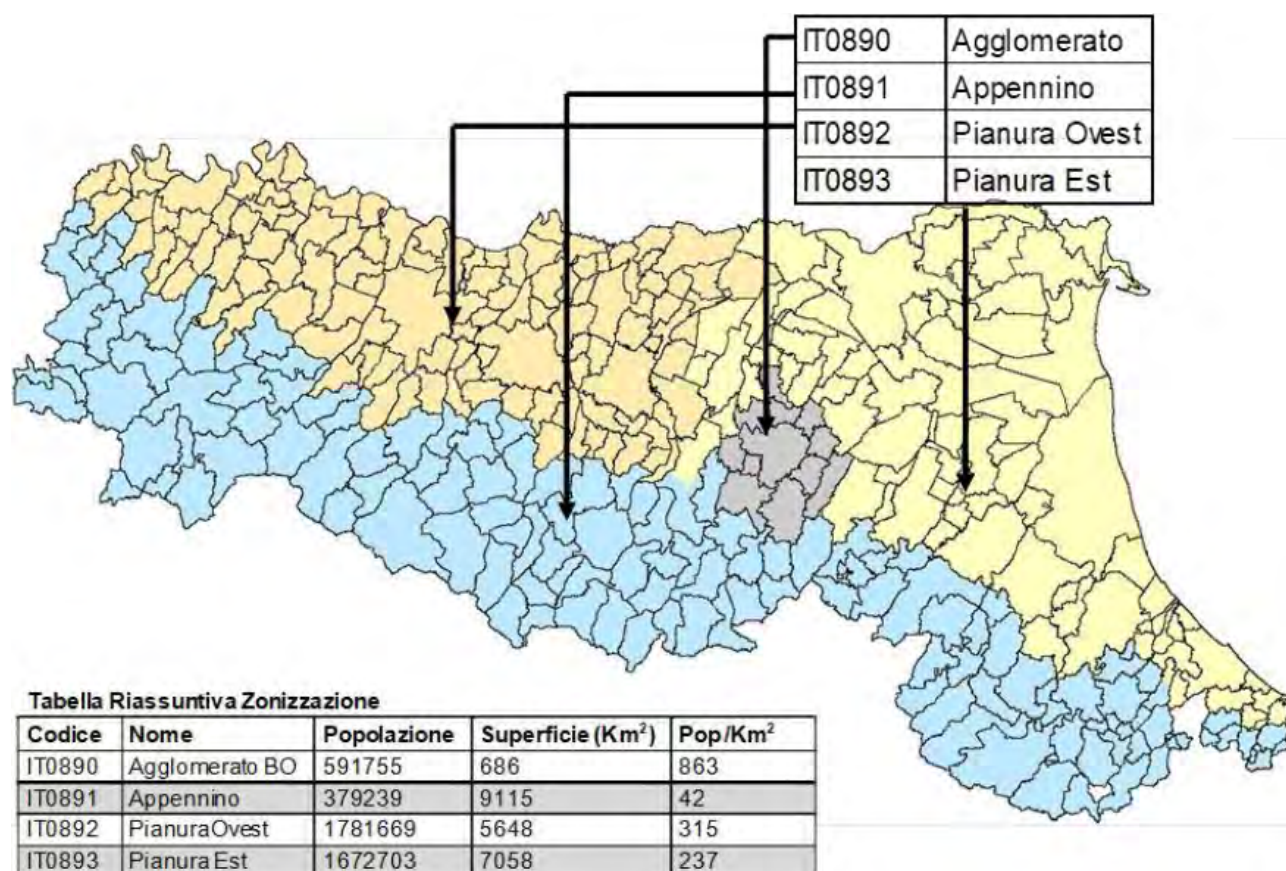 IT0890 Agglomerato
IT0891 Appennino
IT0892 Pianura Ovest
IT0893 Pianura Est
Tabella Riassuntiva Zonizzazione
Codice Nome Popolazione Superficie (Km²) Pop/Km²
IT0890 Agglomerato BO 591755 686 863
IT0891 Appennino 379239 9115 42
IT0892 PianuraOvest 1781669 5648 315
IT0893 Pianura Est 1672703 7058 237